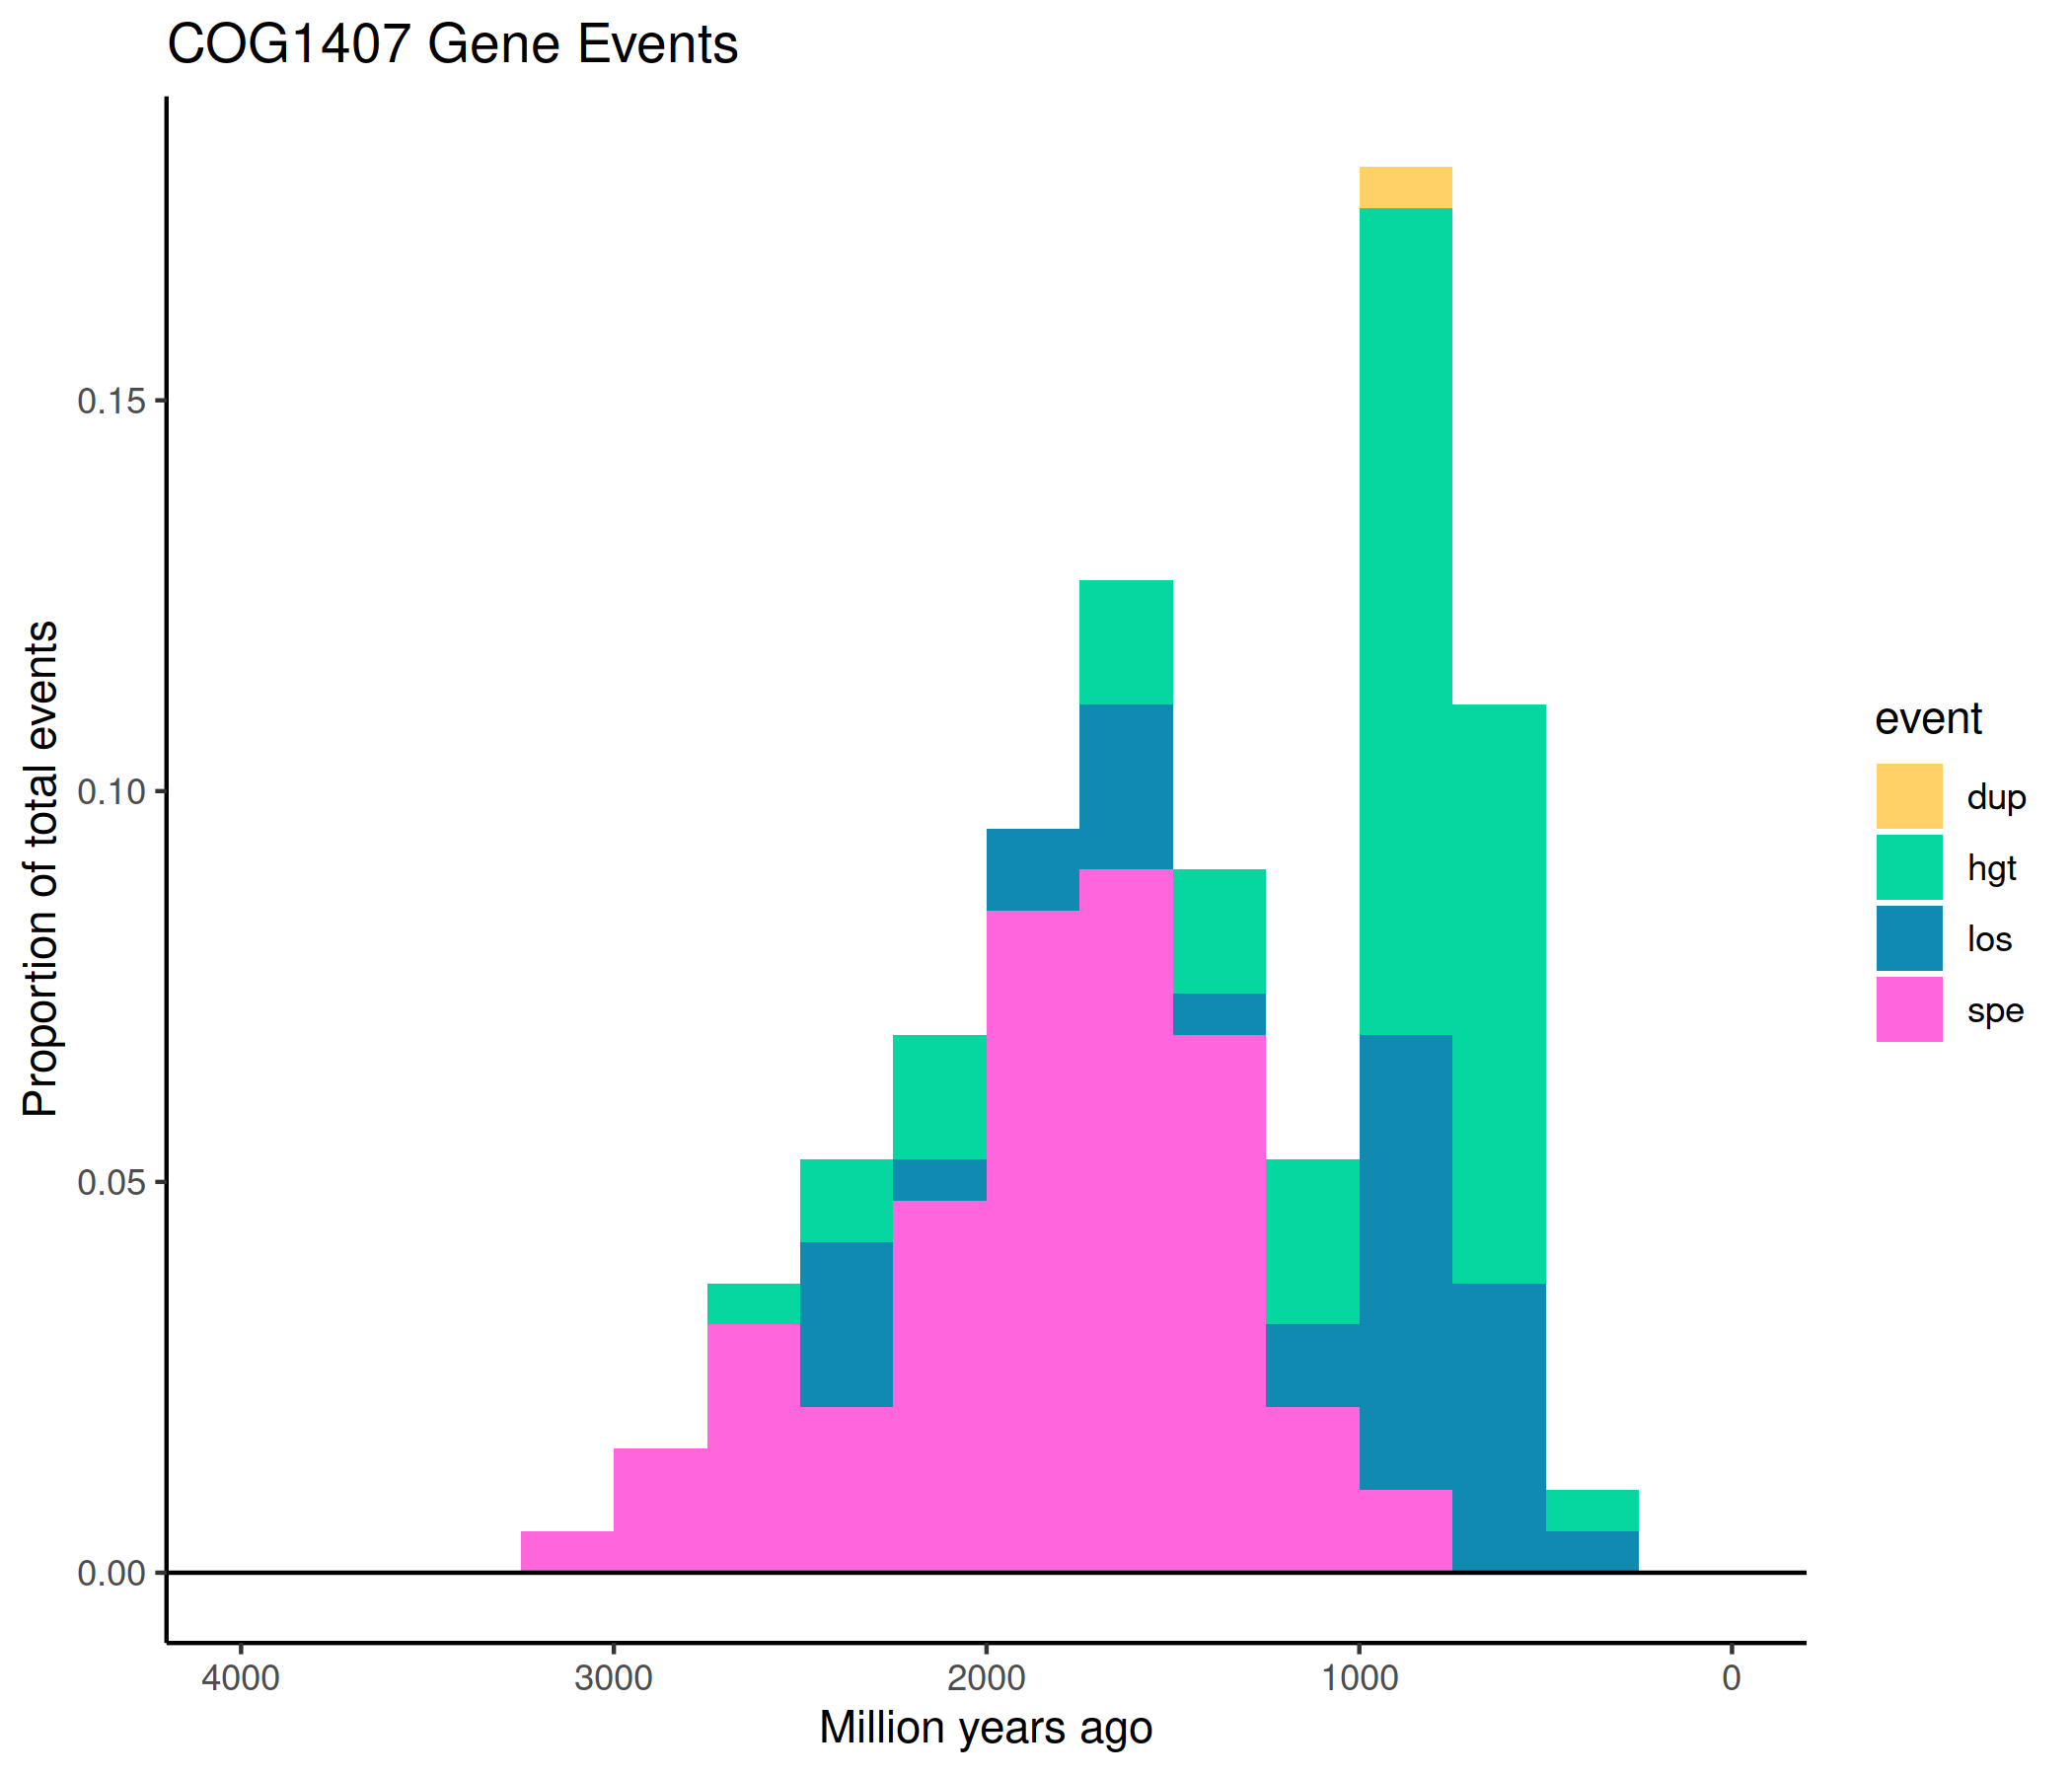 COG1407 Gene Events
Proportion of total events
0.15
0.10
0.05
0.00
4000 3000 2000 1000 0
Million years ago
event
dup
hgt
los
spe